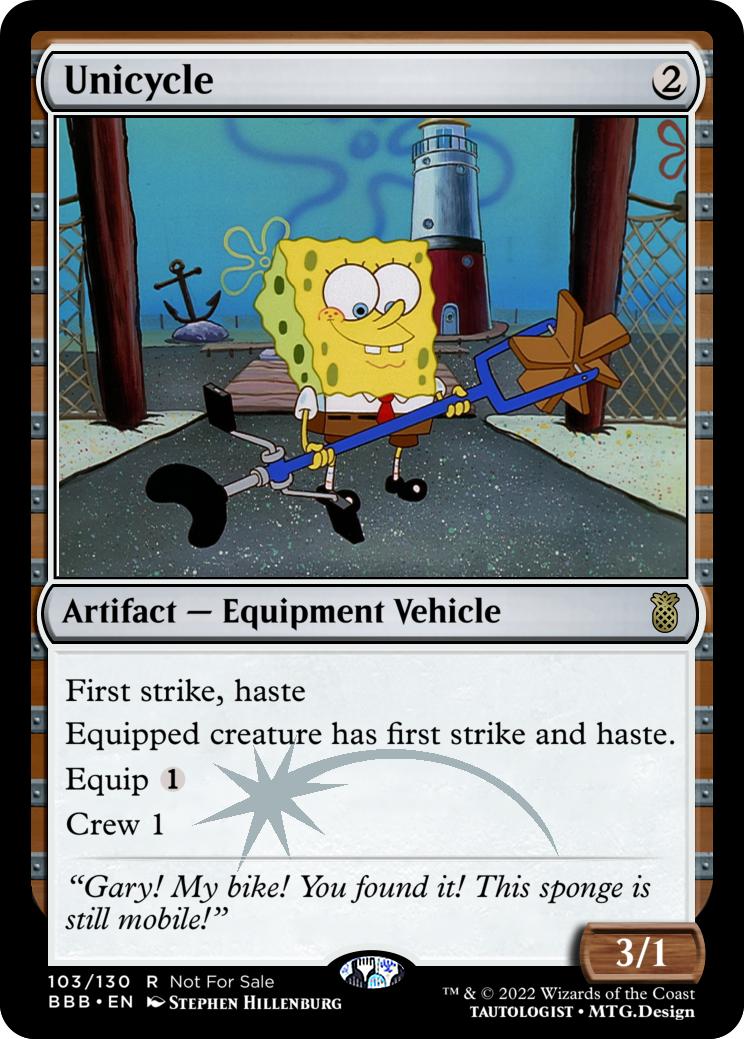 Unicycle 2
Artifact — Equipment Vehicle
First strike, haste
Equipped creature has first strike and haste.
Equip 1
Crew 1
“Gary! My bike! You found it! This sponge is
still mobile!”
3/1
103/130 R Not For Sale
BBB • EN Stephen Hillenburg
™ & © 2022 Wizards of the Coast
TAUTOLOGIST • MTG.Design